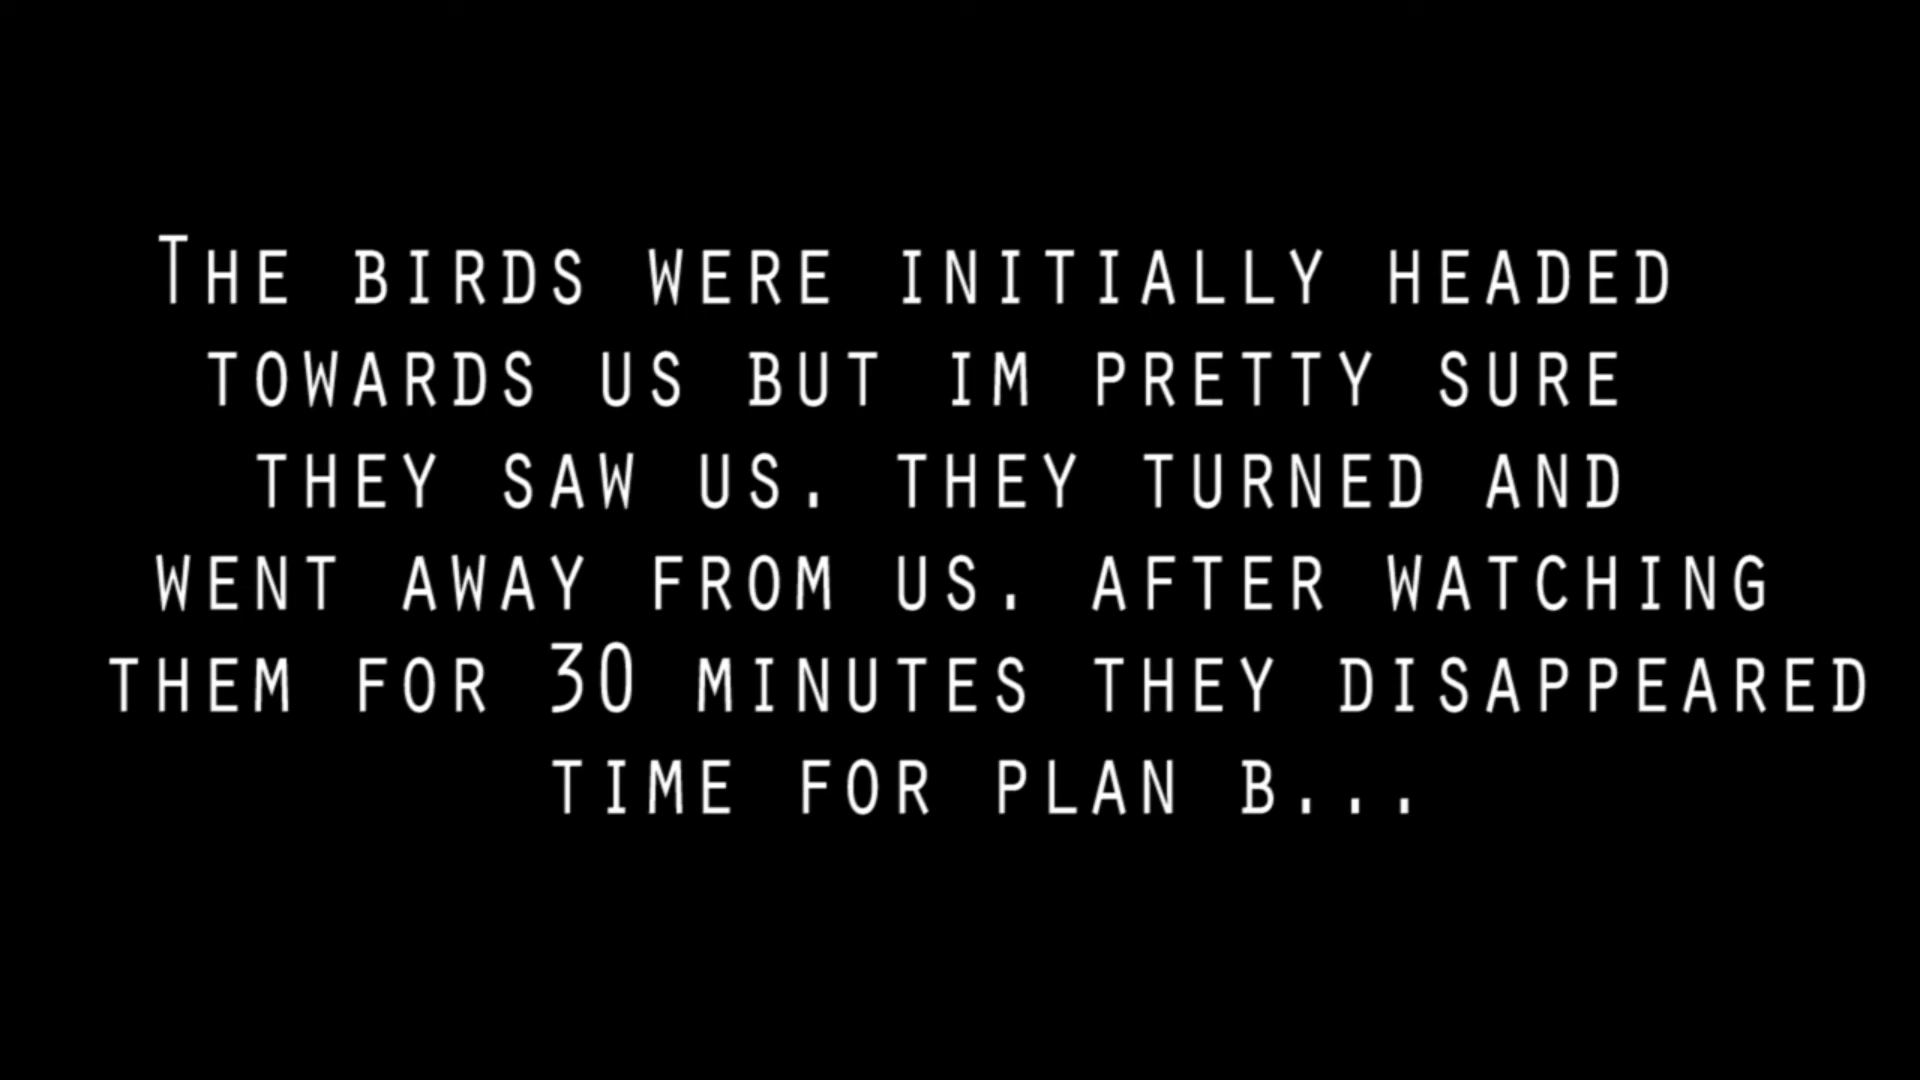 The birds were initially headed
towards us but im pretty sure
they saw us. they turned and
went away from us. after watching
them for 30 minutes they disappeared
time for plan b...